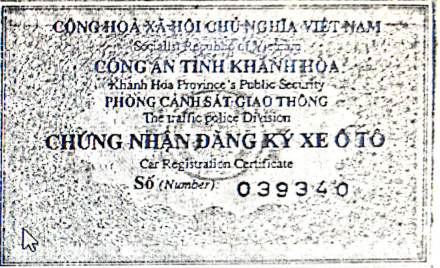 CỘNG HOÀ XÃ HỘI CHỦ NGHĨA VIỆT NAM
Socialist Republic of Vietnam
CÔNG AN TỈNH KHÁNH HÒA
Khánh Hòa Province's Public Security
PHÒNG CẢNH SÁT GIAO THÔNG
The traffic police Division
CHỨNG NHẬN ĐĂNG KÝ XE Ô TÔ
Car Registration Certificate
Số (Number): 039340